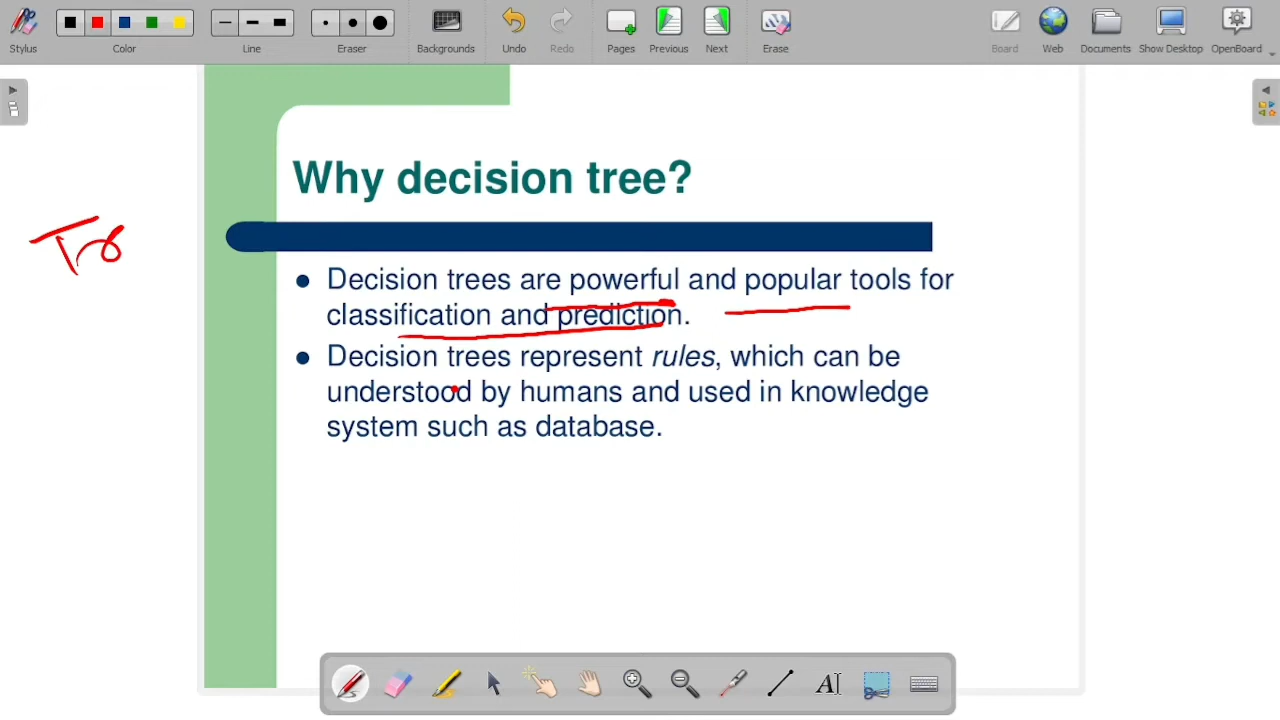 Stylus
Color
Line
Eraser
Backgrounds
Undo
Redo
Pages
Previous
Next
Erase
Board
Web
Documents
Show Desktop
OpenBoard
Why decision tree?
Decision trees are powerful and popular tools for
classification and prediction.
Decision trees represent rules, which can be
understood by humans and used in knowledge
system such as database.